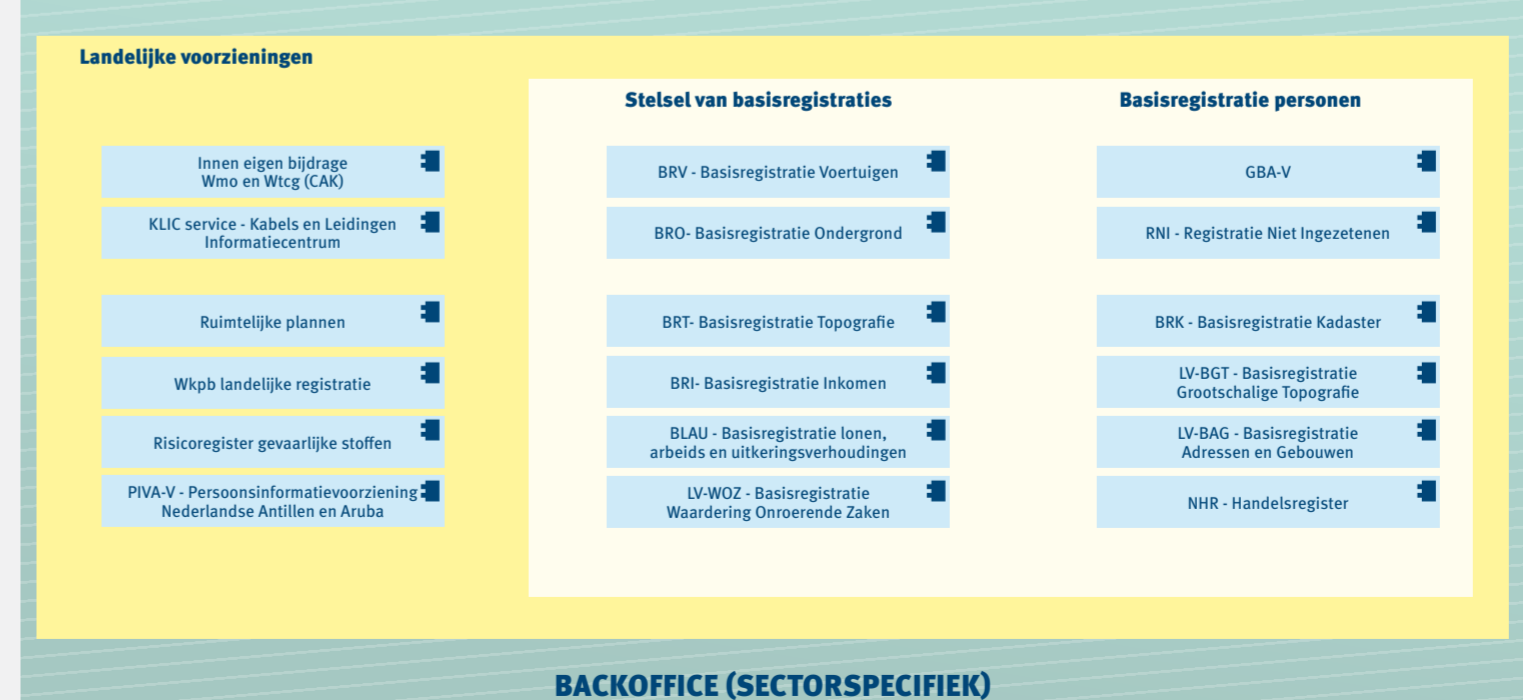 Landelijke voorzieningen
Innen eigen bijdrage
Wmo en Wtcg (CAK)
KLIC service - Kabels en Leidingen
Informatiecentrum
Ruimtelijke plannen
Wkpb landelijke registratie
Risicoregister gevaarlijke stoffen
PIVA-V - Persoonsinformatievoorziening
Nederlandse Antillen en Aruba
Stelsel van basisregistraties
BRV - Basisregistratie Voertuigen
BRO- Basisregistratie Ondergrond
BRT- Basisregistratie Topografie
BRI- Basisregistratie Inkomen
BLAU - Basisregistratie lonen,
arbeids en uitkeringsverhoudingen
LV-WOZ - Basisregistratie
Waardering Onroerende Zaken
Basisregistratie personen
GBA-V
RNI - Registratie Niet Ingezetenen
BRK - Basisregistratie Kadaster
LV-BGT - Basisregistratie
Grootschalige Topografie
LV-BAG - Basisregistratie
Adressen en Gebouwen
NHR - Handelsregister
BACKOFFICE (SECTORSPECIFIEK)